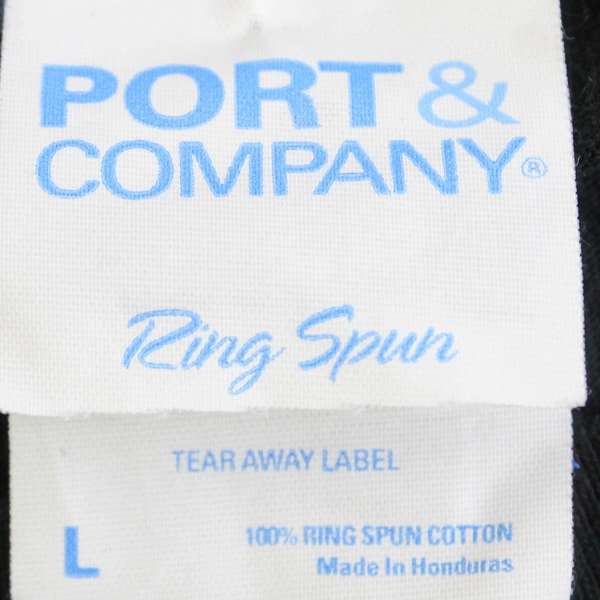 PORT &
COMPANY®
Ring Spun
TEAR AWAY LABEL
L
100% RING SPUN COTTON
Made In Honduras